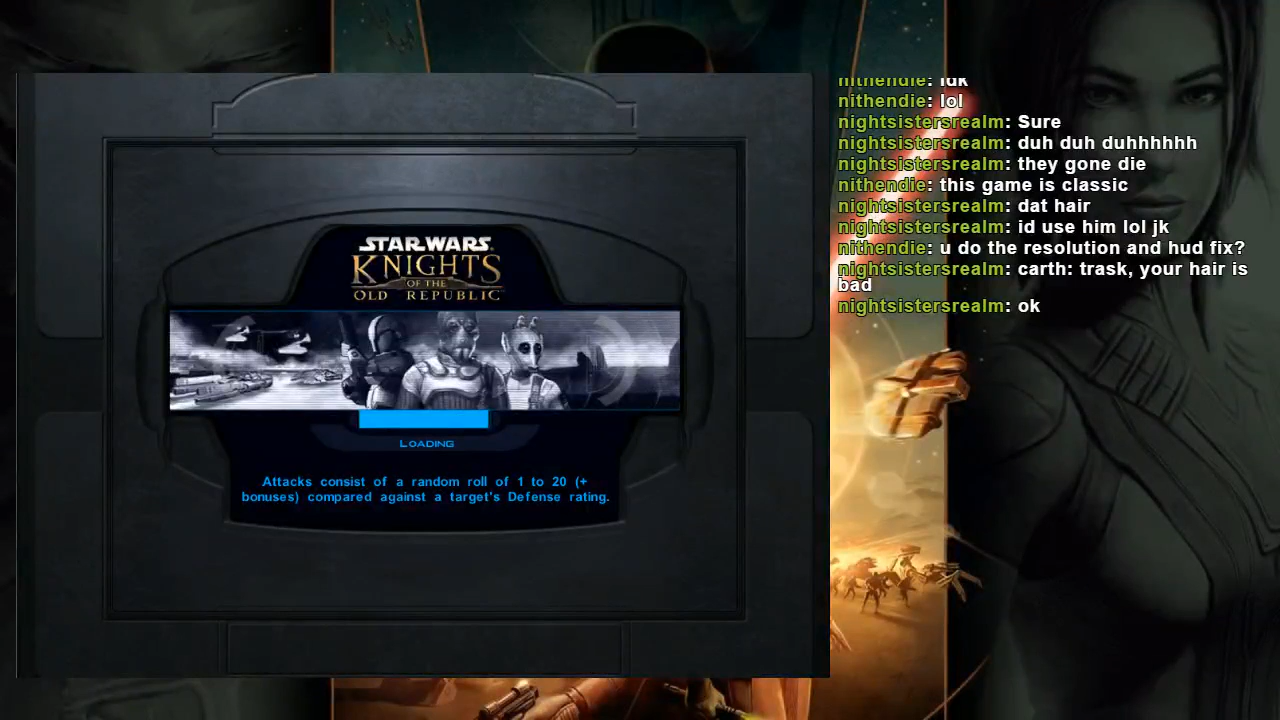 nithendie: idk
nithendie: lol
nightsistersrealm: Sure
nightsistersrealm: duh duh duhhhhhh
nightsistersrealm: they gone die
nithendie: this game is classic
nightsistersrealm: dat hair
nightsistersrealm: id use him lol jk
nithendie: u do the resolution and hud fix?
nightsistersrealm: carth: trask, your hair is
bad
nightsistersrealm: ok
STAR WARS
KNIGHTS
OF THE
OLD REPUBLIC
LOADING
Attacks consist of a random roll of 1 to 20 (+
bonuses) compared against a target's Defense rating.